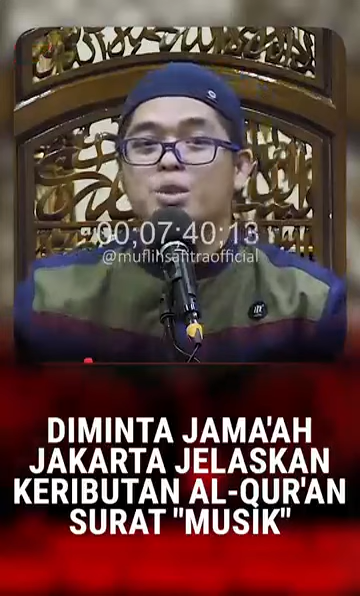 00;07:40;13
@muflihsafitraofficial
DIMINTA JAMA'AH
JAKARTA JELASKAN
KERIBUTAN AL-QUR'AN
SURAT "MUSIK"